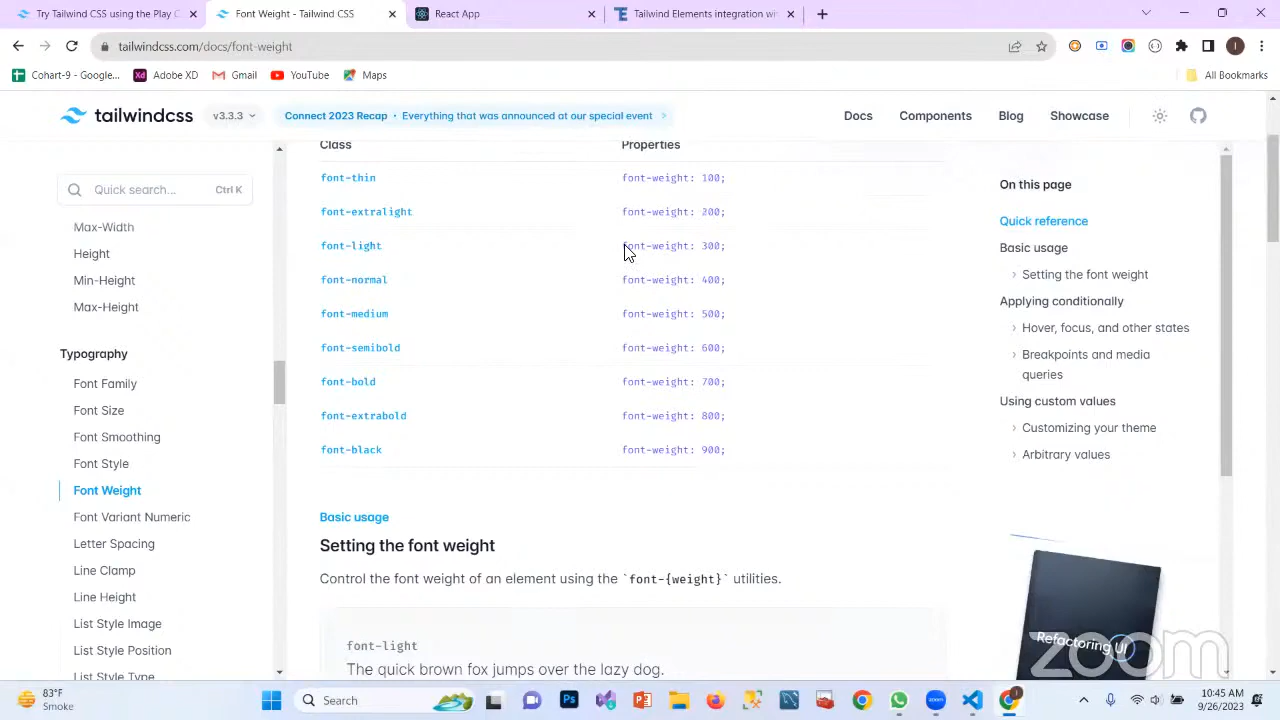 Try Tailwind CSS using the Play C
Font Weight - Tailwind CSS
React App
Tailwind Elements integration wi
tailwindcss.com/docs/font-weight
Cohart-9 - Google...
Adobe XD
Gmail
YouTube
Maps
All Bookmarks
tailwindcss
v3.3.3
Connect 2023 Recap · Everything that was announced at our special event
Docs
Components
Blog
Showcase
Quick search...
Ctrl K
Max-Width
Height
Min-Height
Max-Height
Typography
Font Family
Font Size
Font Smoothing
Font Style
Font Weight
Font Variant Numeric
Letter Spacing
Line Clamp
Line Height
List Style Image
List Style Position
List Style Type
Class Properties
font-thin font-weight: 100;
font-extralight font-weight: 200;
font-light font-weight: 300;
font-normal font-weight: 400;
font-medium font-weight: 500;
font-semibold font-weight: 600;
font-bold font-weight: 700;
font-extrabold font-weight: 800;
font-black font-weight: 900;
Basic usage
Setting the font weight
Control the font weight of an element using the `font-{weight}` utilities.
font-light
The quick brown fox jumps over the lazy dog.
On this page
Quick reference
Basic usage
Setting the font weight
Applying conditionally
Hover, focus, and other states
Breakpoints and media
queries
Using custom values
Customizing your theme
Arbitrary values
Refactoring UI
zoom
83°F
Smoke
Search
10:45 AM
9/26/2023